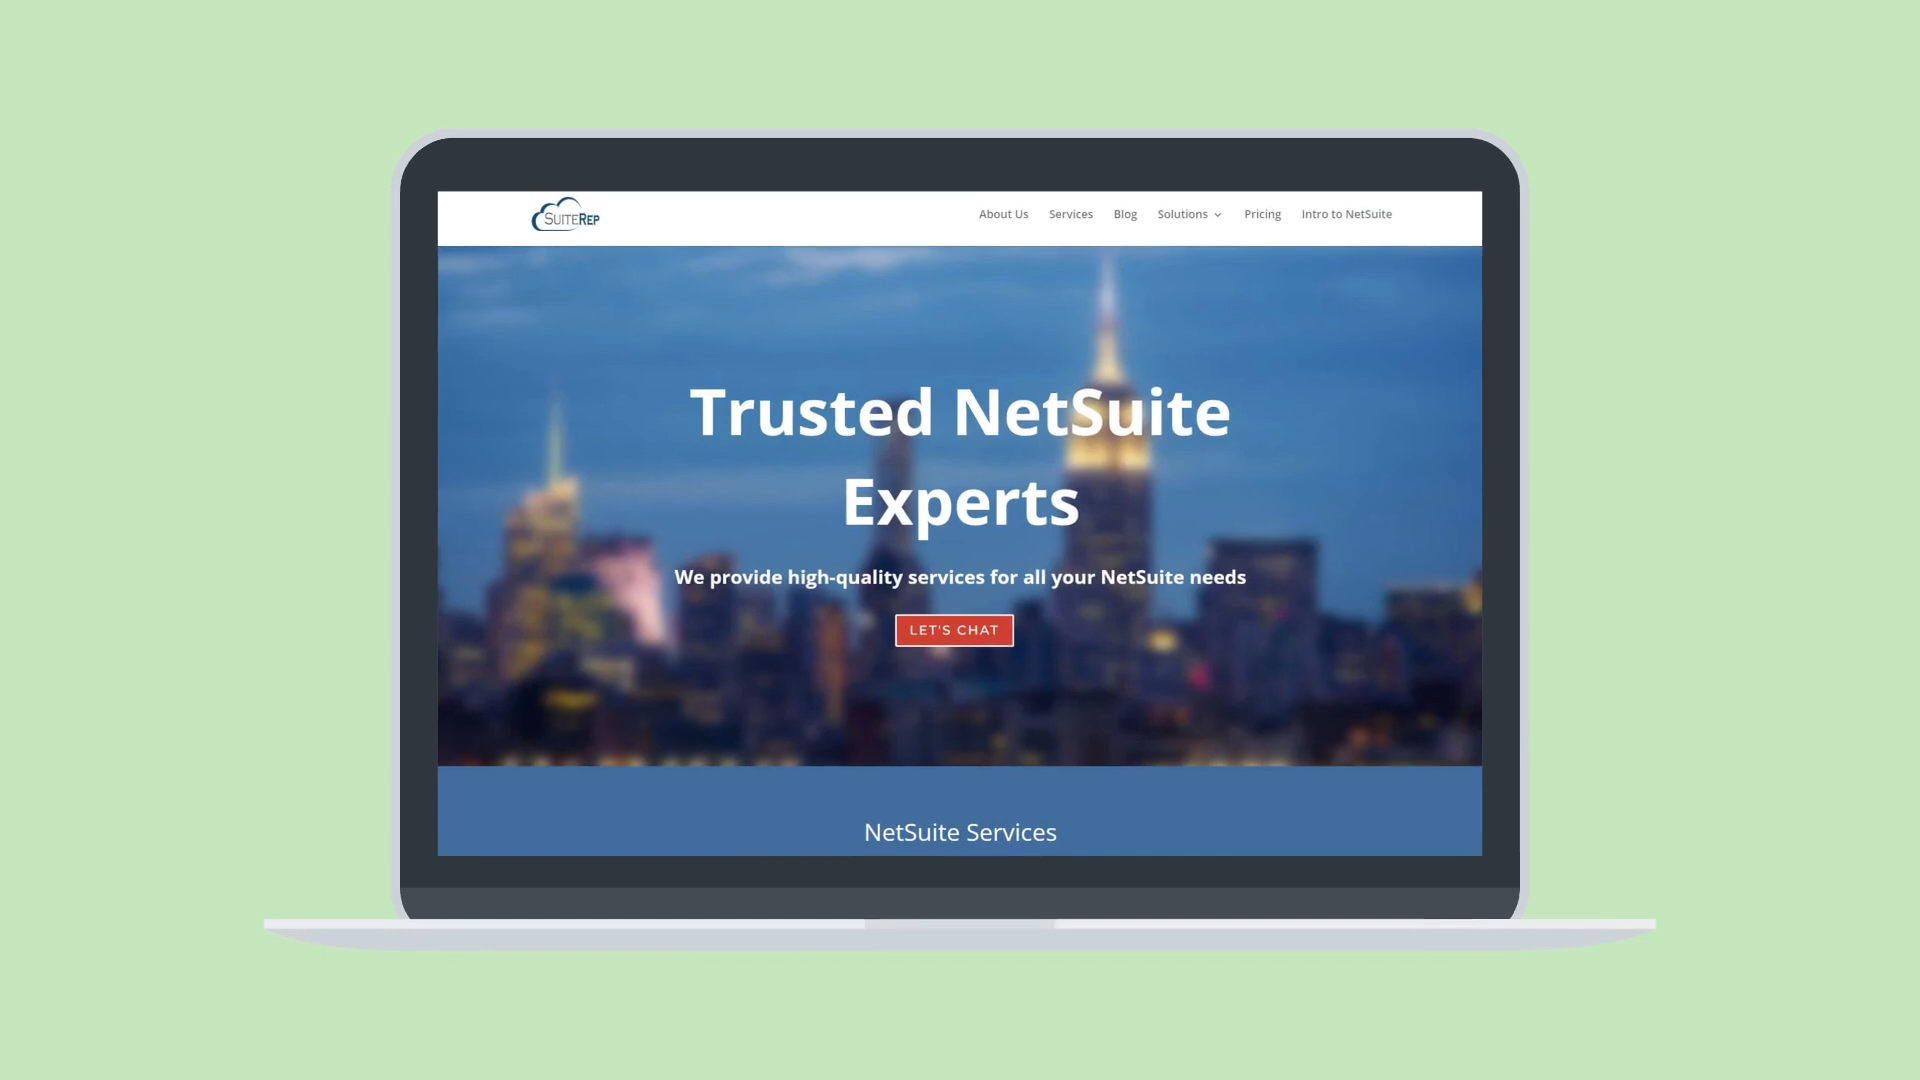 SUITEREP
About Us Services Blog Solutions Pricing Intro to NetSuite
Trusted NetSuite
Experts
We provide high-quality services for all your NetSuite needs
LET'S CHAT
NetSuite Services